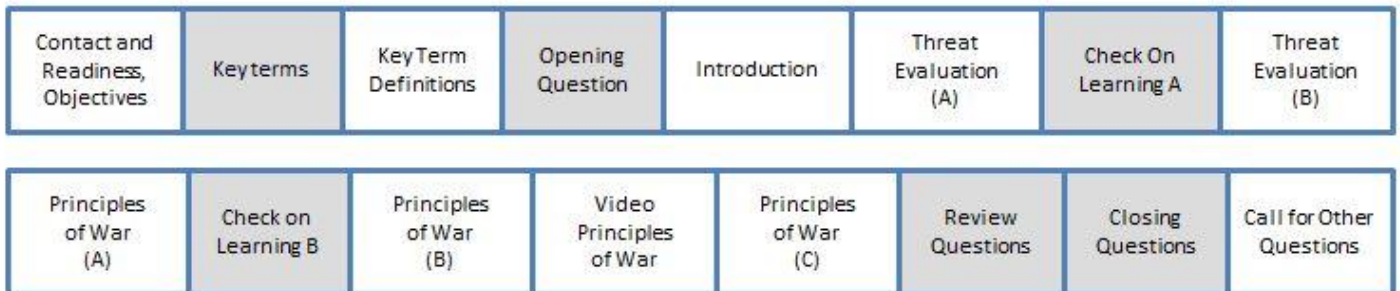 Contact and
Readiness,
Objectives
Key terms
Key Term
Definitions
Opening
Question
Introduction
Threat
Evaluation
(A)
Check On
Learning A
Threat
Evaluation
(B)
Principles
of War
(A)
Check on
Learning B
Principles
of War
(B)
Video
Principles
of War
Principles
of War
(C)
Review
Questions
Closing
Questions
Call for Other
Questions